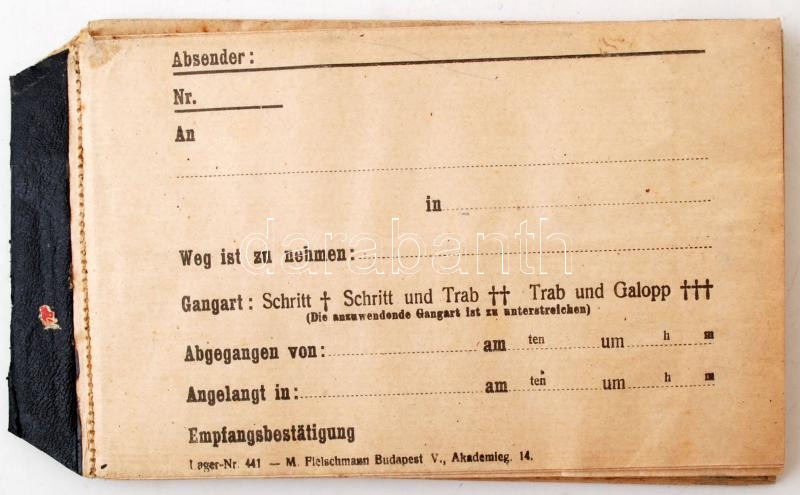 Absender:
Nr.
An
in
darabanth
Weg ist zu nehmen:
Gangart: Schritt † Schritt und Trab †† Trab und Galopp †††
(Die anzuwendende Gangart ist zu unterstreichen)
Abgegangen von: am ten um h m
Angelangt in: am ten um h m
Empfangsbestätigung
Lager-Nr. 441 — M. Fleischmann Budapest V., Akademieg. 14.